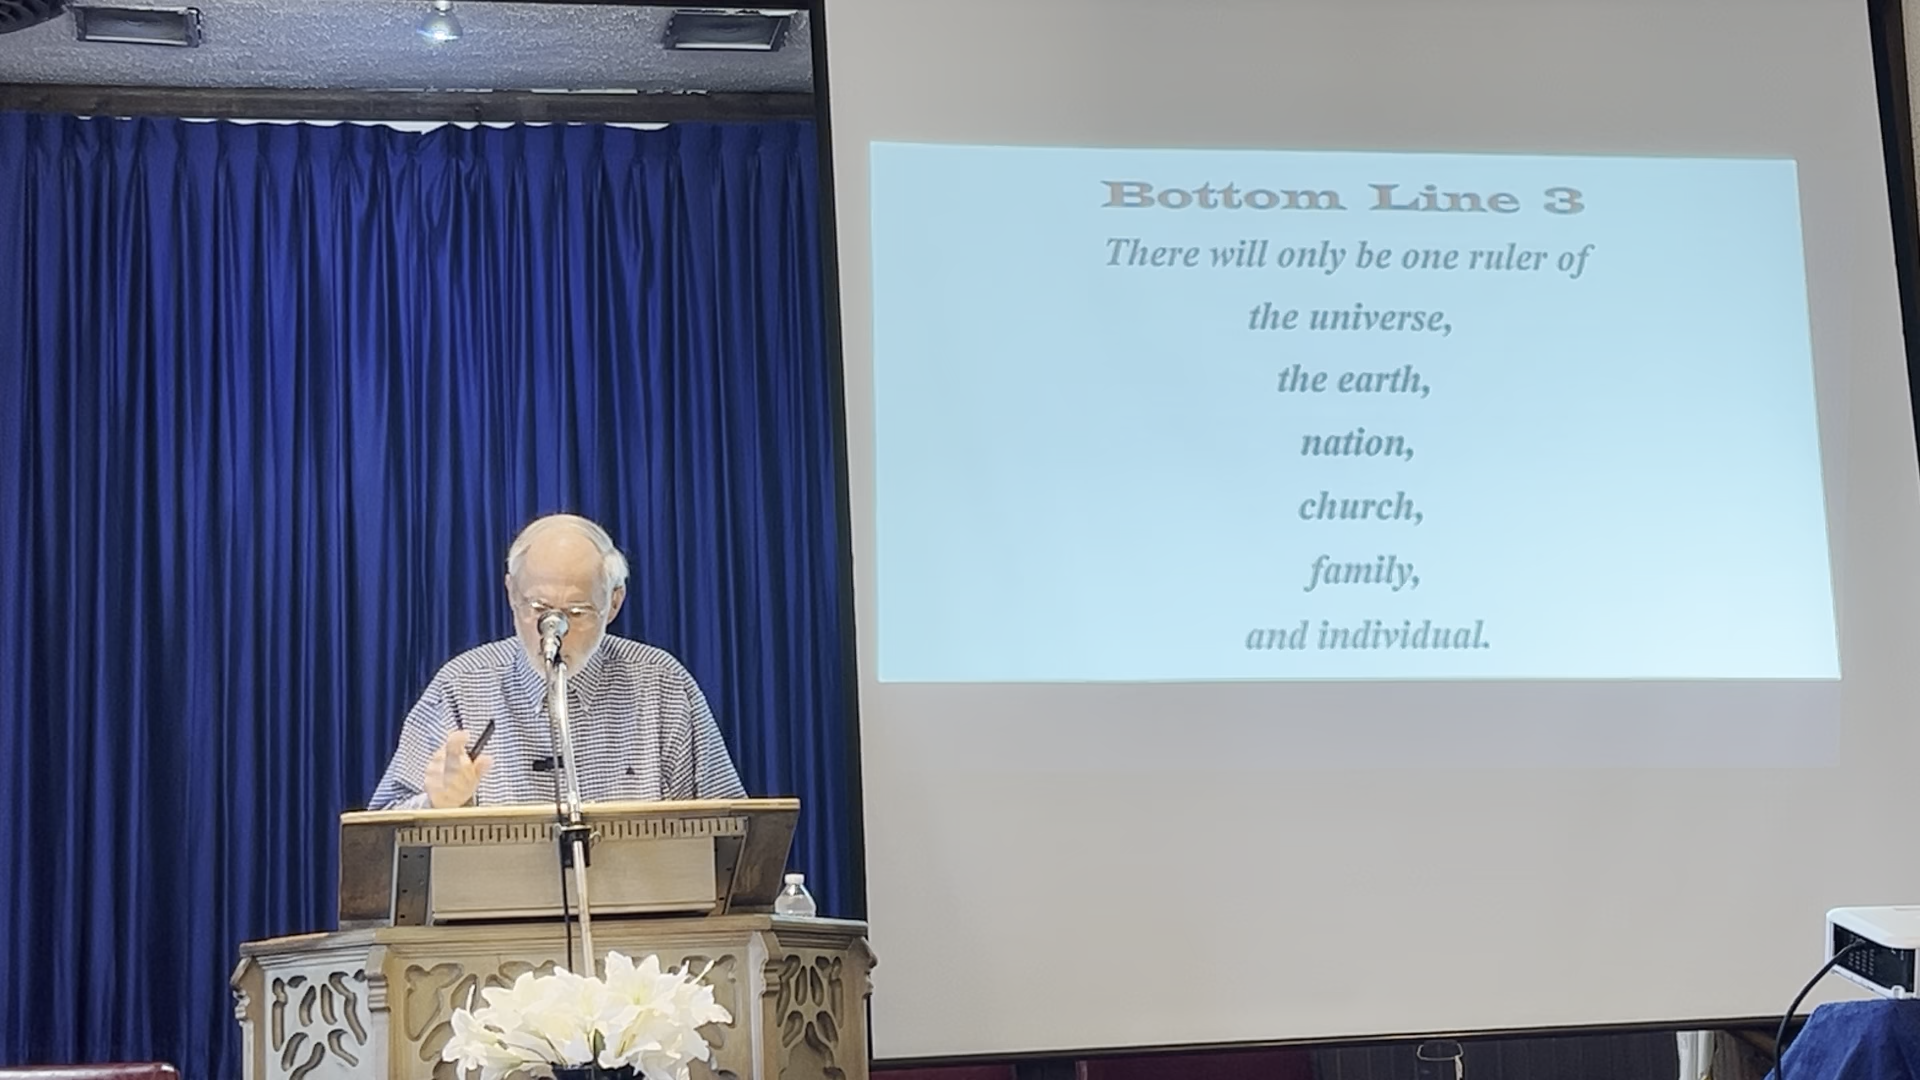 Bottom Line 3
There will only be one ruler of
the universe,
the earth,
nation,
church,
family,
and individual.